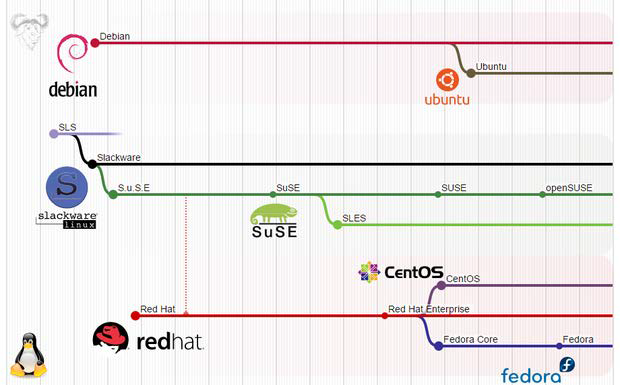 Debian
debian
Ubuntu
ubuntu
SLS
Slackware
S
slackware
linux
S.u.S.E
SuSE
SUSE
openSUSE
SuSE
SLES
CentOS
CentOS
Red Hat
Red Hat Enterprise
redhat.
Fedora Core
Fedora
fedora